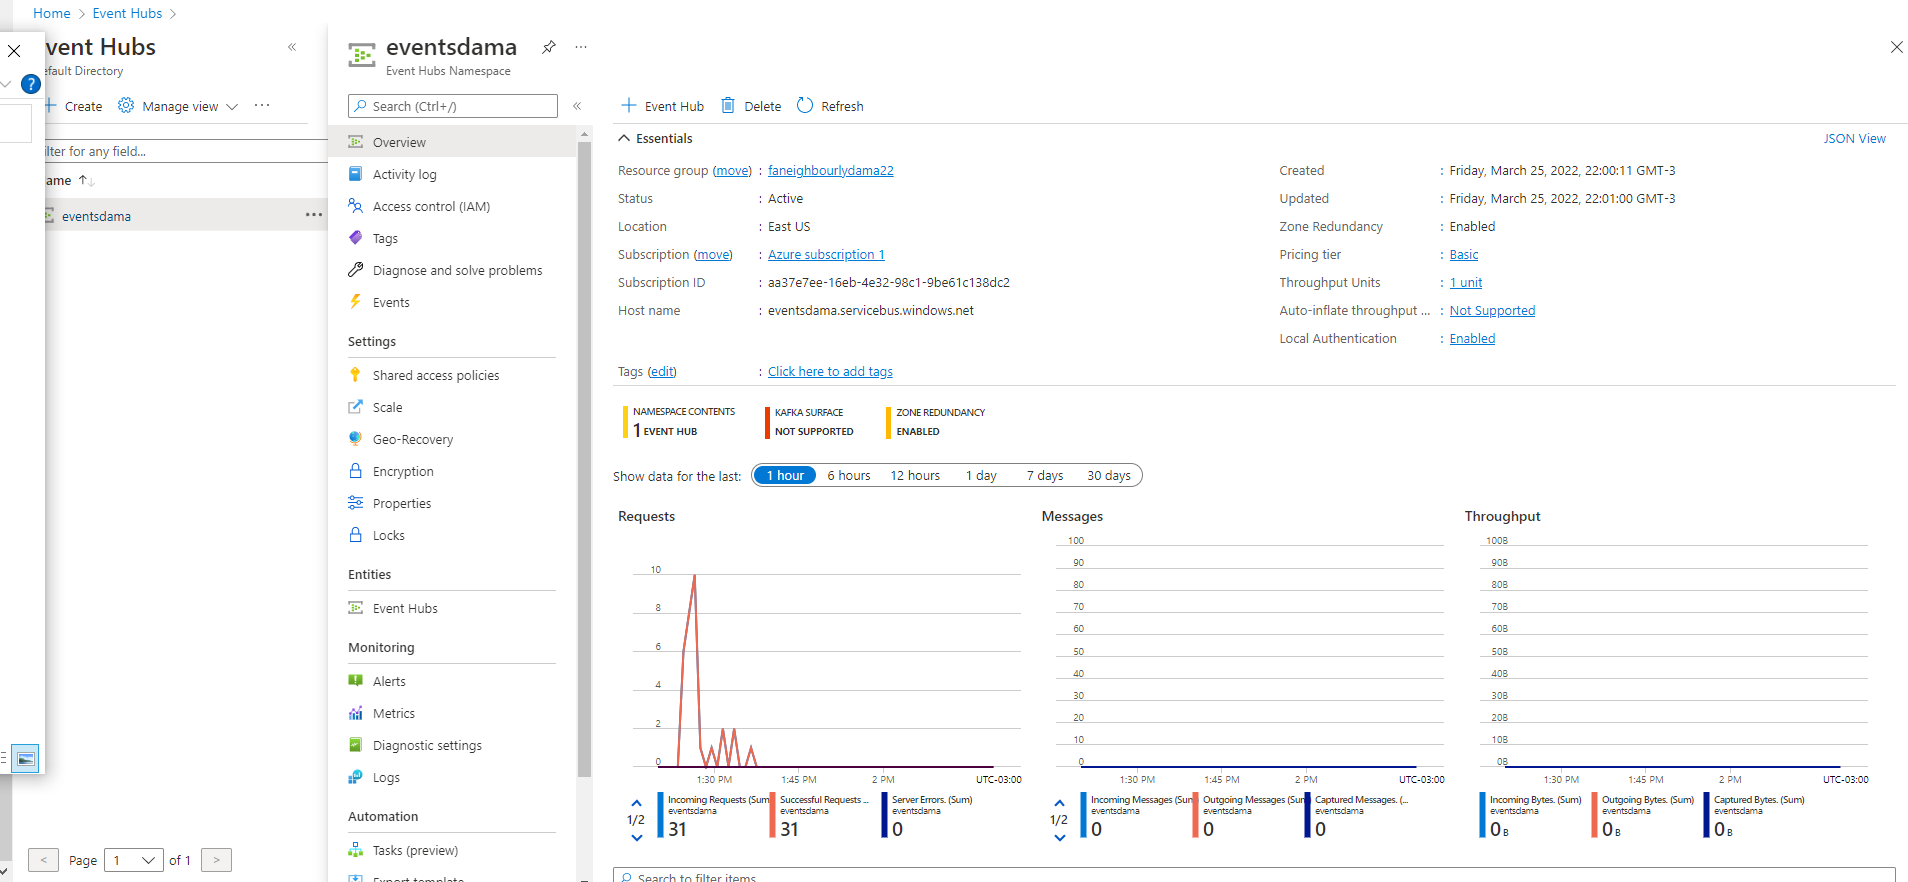 Home > Event Hubs >
vent Hubs
efault Directory
Create
Manage view
...
ilter for any field...
ame
eventsdama
...
Page 1 of 1
eventsdama
...
Event Hubs Namespace
Search (Ctrl+/)
Overview
Activity log
Access control (IAM)
Tags
Diagnose and solve problems
Events
Settings
Shared access policies
Scale
Geo-Recovery
Encryption
Properties
Locks
Entities
Event Hubs
Monitoring
Alerts
Metrics
Diagnostic settings
Logs
Automation
Tasks (preview)
Export template
Event Hub
Delete
Refresh
Essentials
JSON View
Resource group (move) : faneighbourlydama22
Status : Active
Location : East US
Subscription (move) : Azure subscription 1
Subscription ID : aa37e7ee-16eb-4e32-98c1-9be61c138dc2
Host name : eventsdama.servicebus.windows.net
Created : Friday, March 25, 2022, 22:00:11 GMT-3
Updated : Friday, March 25, 2022, 22:01:00 GMT-3
Zone Redundancy : Enabled
Pricing tier : Basic
Throughput Units : 1 unit
Auto-inflate throughput ... : Not Supported
Local Authentication : Enabled
Tags (edit) : Click here to add tags
NAMESPACE CONTENTS
1 EVENT HUB
KAFKA SURFACE
NOT SUPPORTED
ZONE REDUNDANCY
ENABLED
Show data for the last: 1 hour 6 hours 12 hours 1 day 7 days 30 days
Requests
10
8
6
4
2
0
1:30 PM 1:45 PM 2 PM UTC-03:00
1/2
Incoming Requests (Sum)
eventsdama
31
Successful Requests ...
eventsdama
31
Server Errors. (Sum)
eventsdama
0
Messages
100
90
80
70
60
50
40
30
20
10
0
1:30 PM 1:45 PM 2 PM UTC-03:00
1/2
Incoming Messages (Sum)
eventsdama
0
Outgoing Messages (Sum
eventsdama
0
Captured Messages. (...
eventsdama
0
Throughput
100B
90B
80B
70B
60B
50B
40B
30B
20B
10B
0B
1:30 PM 1:45 PM 2 PM UTC-03:00
Incoming Bytes. (Sum)
eventsdama
0 B
Outgoing Bytes. (Sum)
eventsdama
0 B
Captured Bytes. (Sum)
eventsdama
0 B
Search to filter items